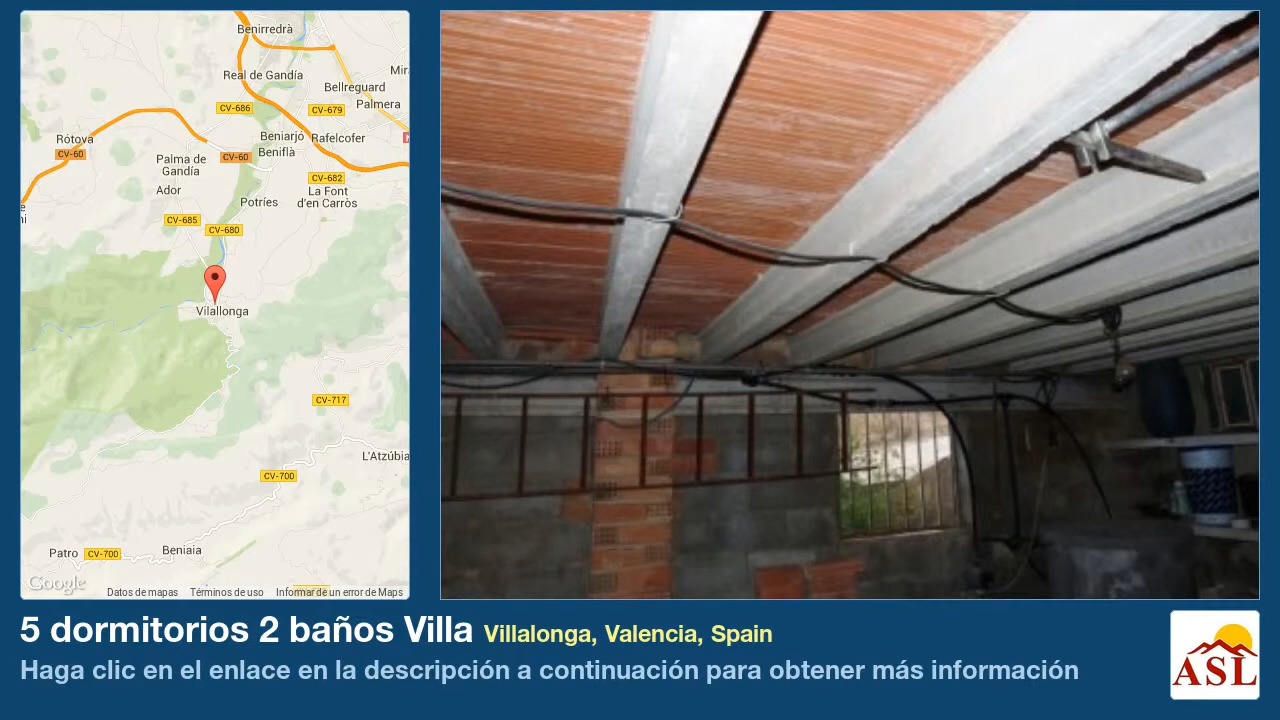 Benirredrà
Real de Gandía
Bellreguard
Palmera
CV-686
CV-679
Rótova
CV-60
Beniarjó
Rafelcofer
Palma de
Gandía
CV-60
Beniflà
Ador
CV-682
La Font
d'en Carròs
Potríes
CV-685
CV-680
Vilallonga
CV-717
L'Atzúbia
CV-700
Patro
CV-700
Beniaia
Google
Datos de mapas
Términos de uso
Informar de un error de Maps
5 dormitorios 2 baños Villa Villalonga, Valencia, Spain
Haga clic en el enlace en la descripción a continuación para obtener más información
ASL